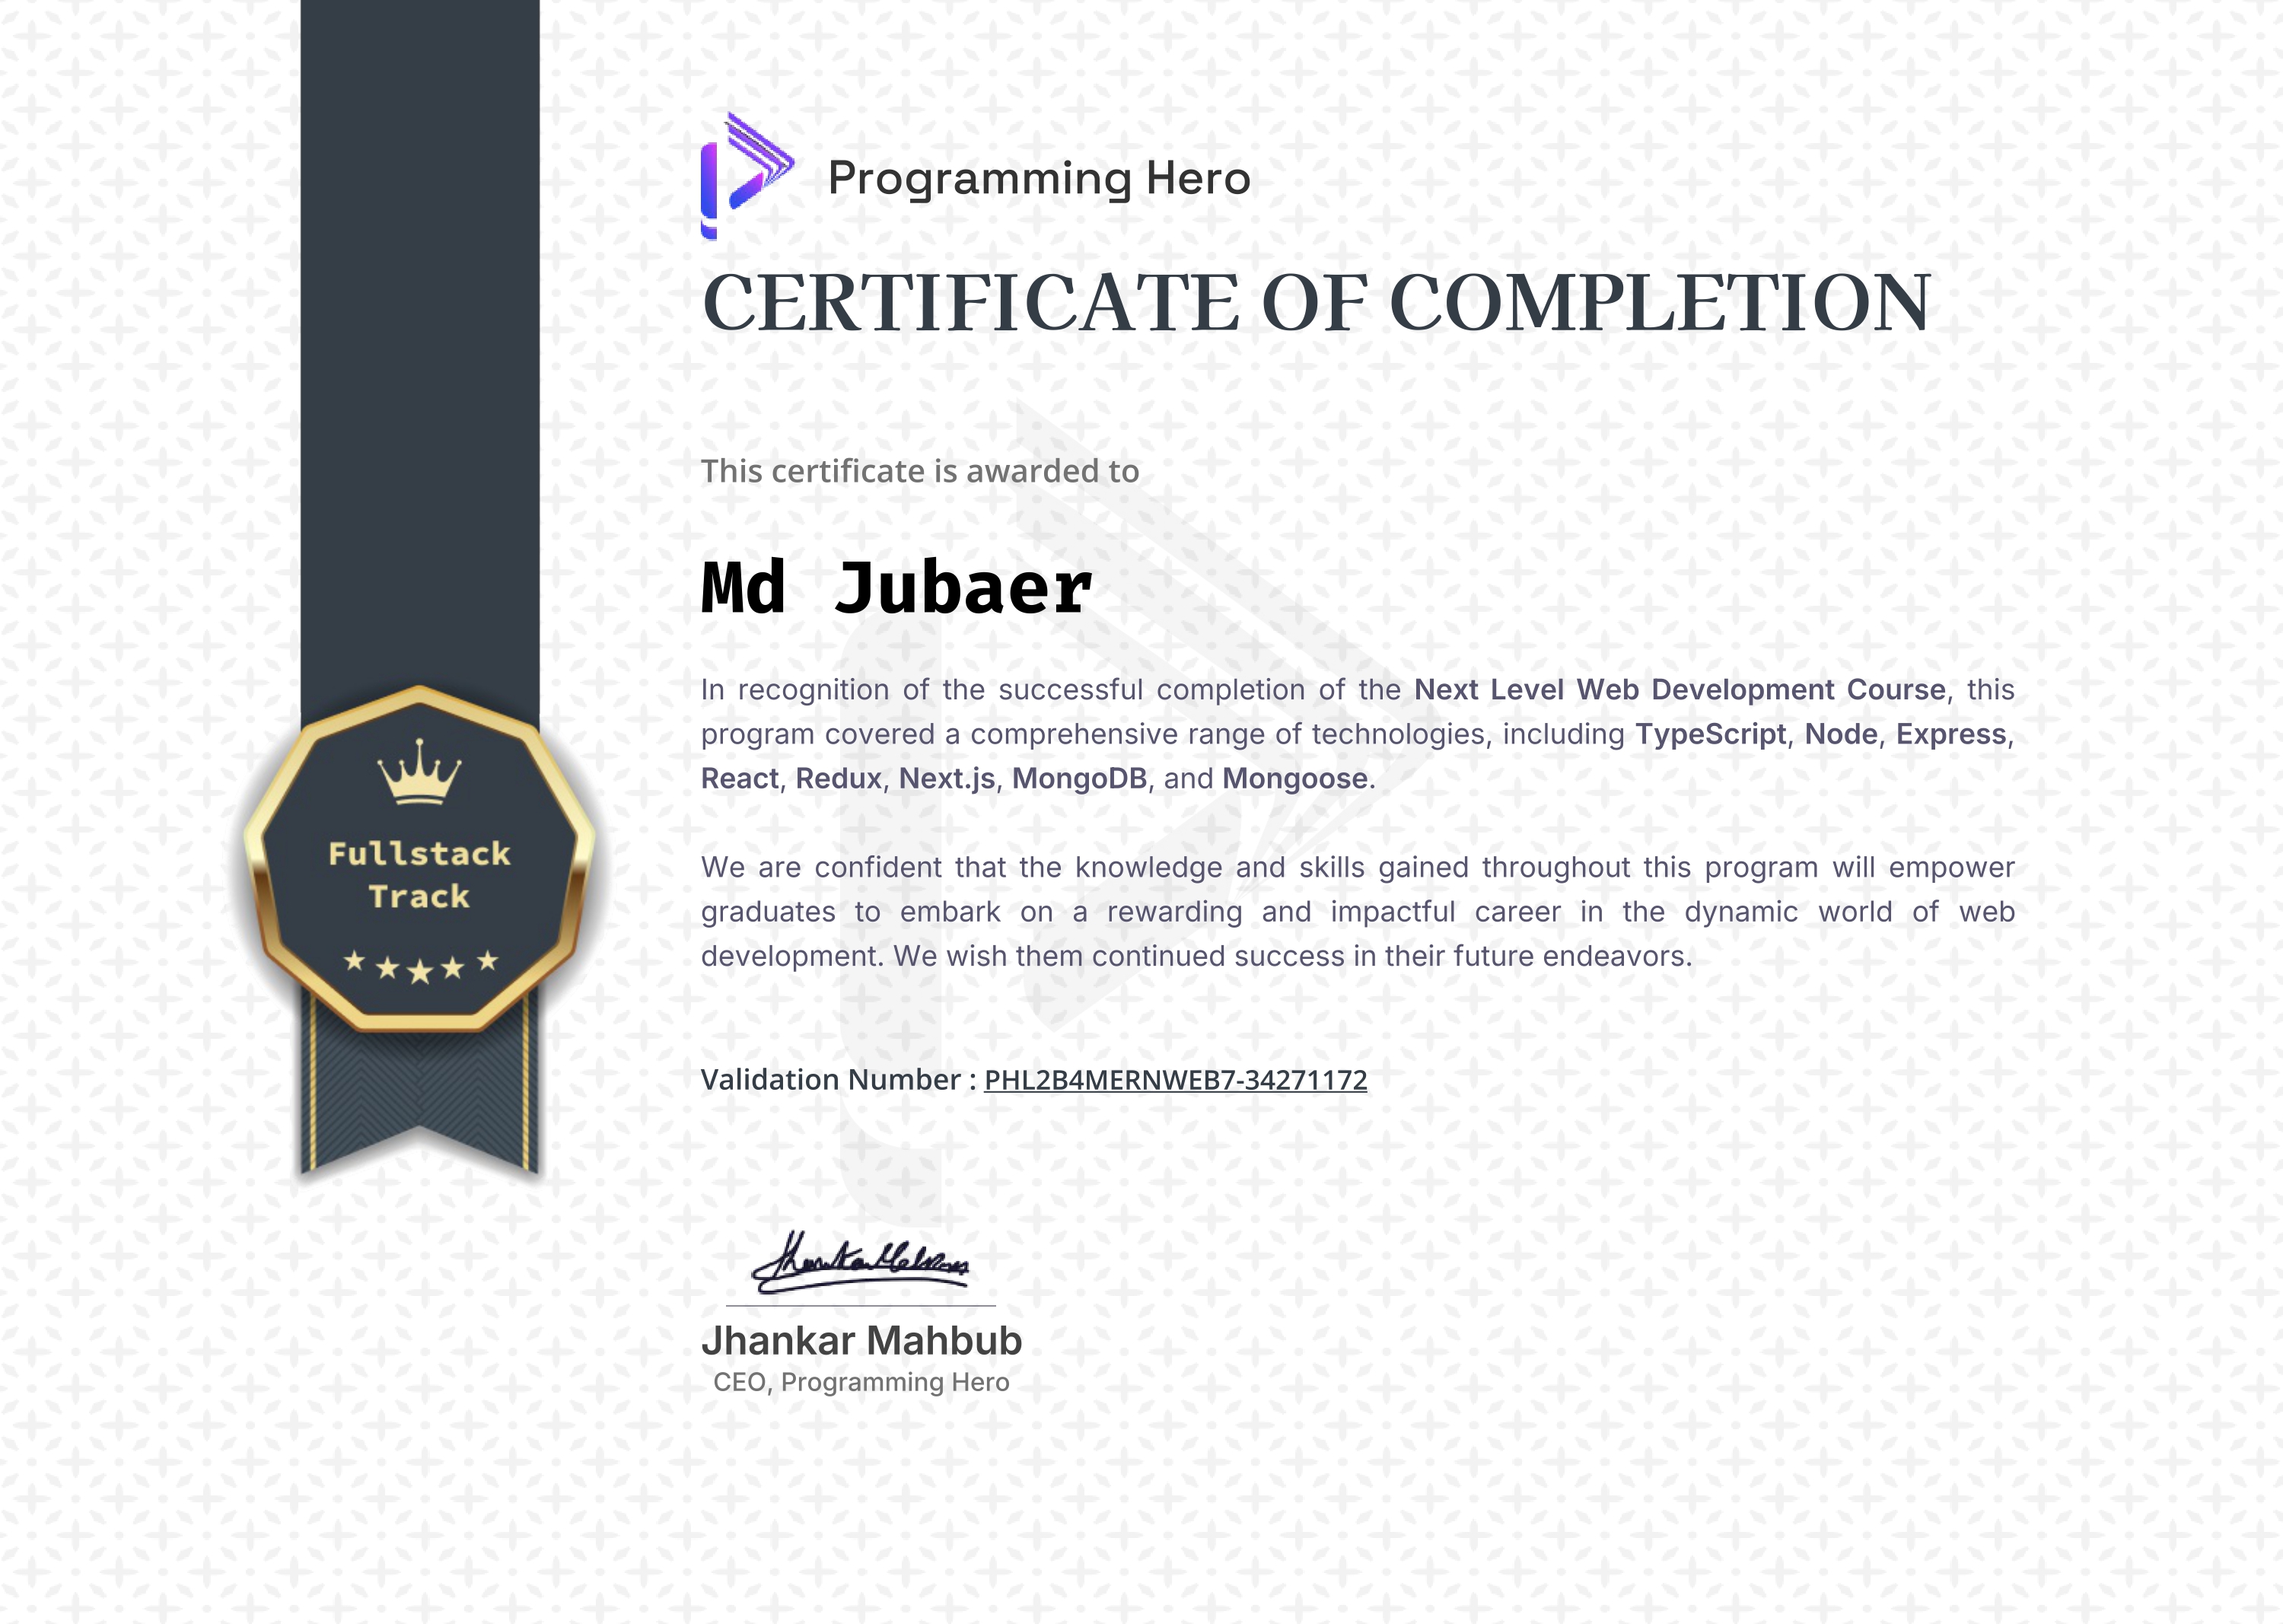 Programming Hero
CERTIFICATE OF COMPLETION
This certificate is awarded to
Md Jubaer
In recognition of the successful completion of the Next Level Web Development Course, this
program covered a comprehensive range of technologies, including TypeScript, Node, Express,
React, Redux, Next.js, MongoDB, and Mongoose.
Fullstack
Track
We are confident that the knowledge and skills gained throughout this program will empower
graduates to embark on a rewarding and impactful career in the dynamic world of web
development. We wish them continued success in their future endeavors.
Validation Number : PHL2B4MERNWEB7-34271172
Jhankar Mahbub
Jhankar Mahbub
CEO, Programming Hero